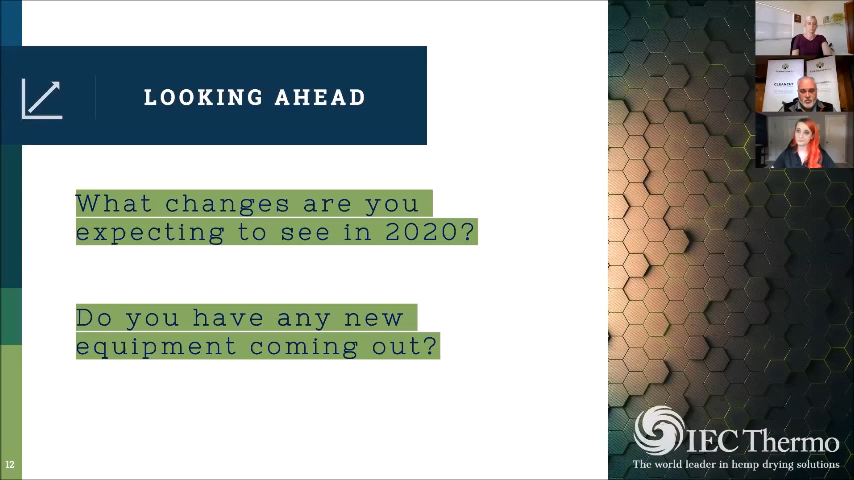 LOOKING AHEAD
What changes are you
expecting to see in 2020?
Do you have any new
equipment coming out?
12
IEC Thermo
The world leader in hemp drying solutions